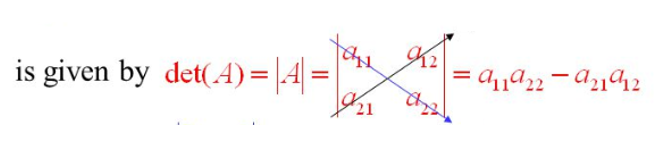 is given by det(A) = |A| = | a₁₁ a₁₂ | = a₁₁a₂₂ − a₂₁a₁₂
a₂₁ a₂₂